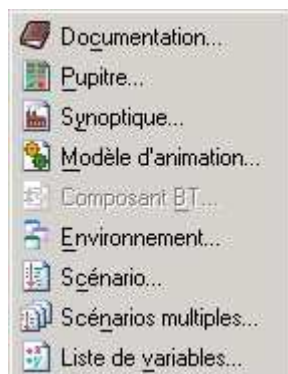 Documentation...
Pupitre...
Synoptique...
Modèle d'animation...
Composant BT...
Environnement...
Scénario...
Scénarios multiples...
Liste de variables...